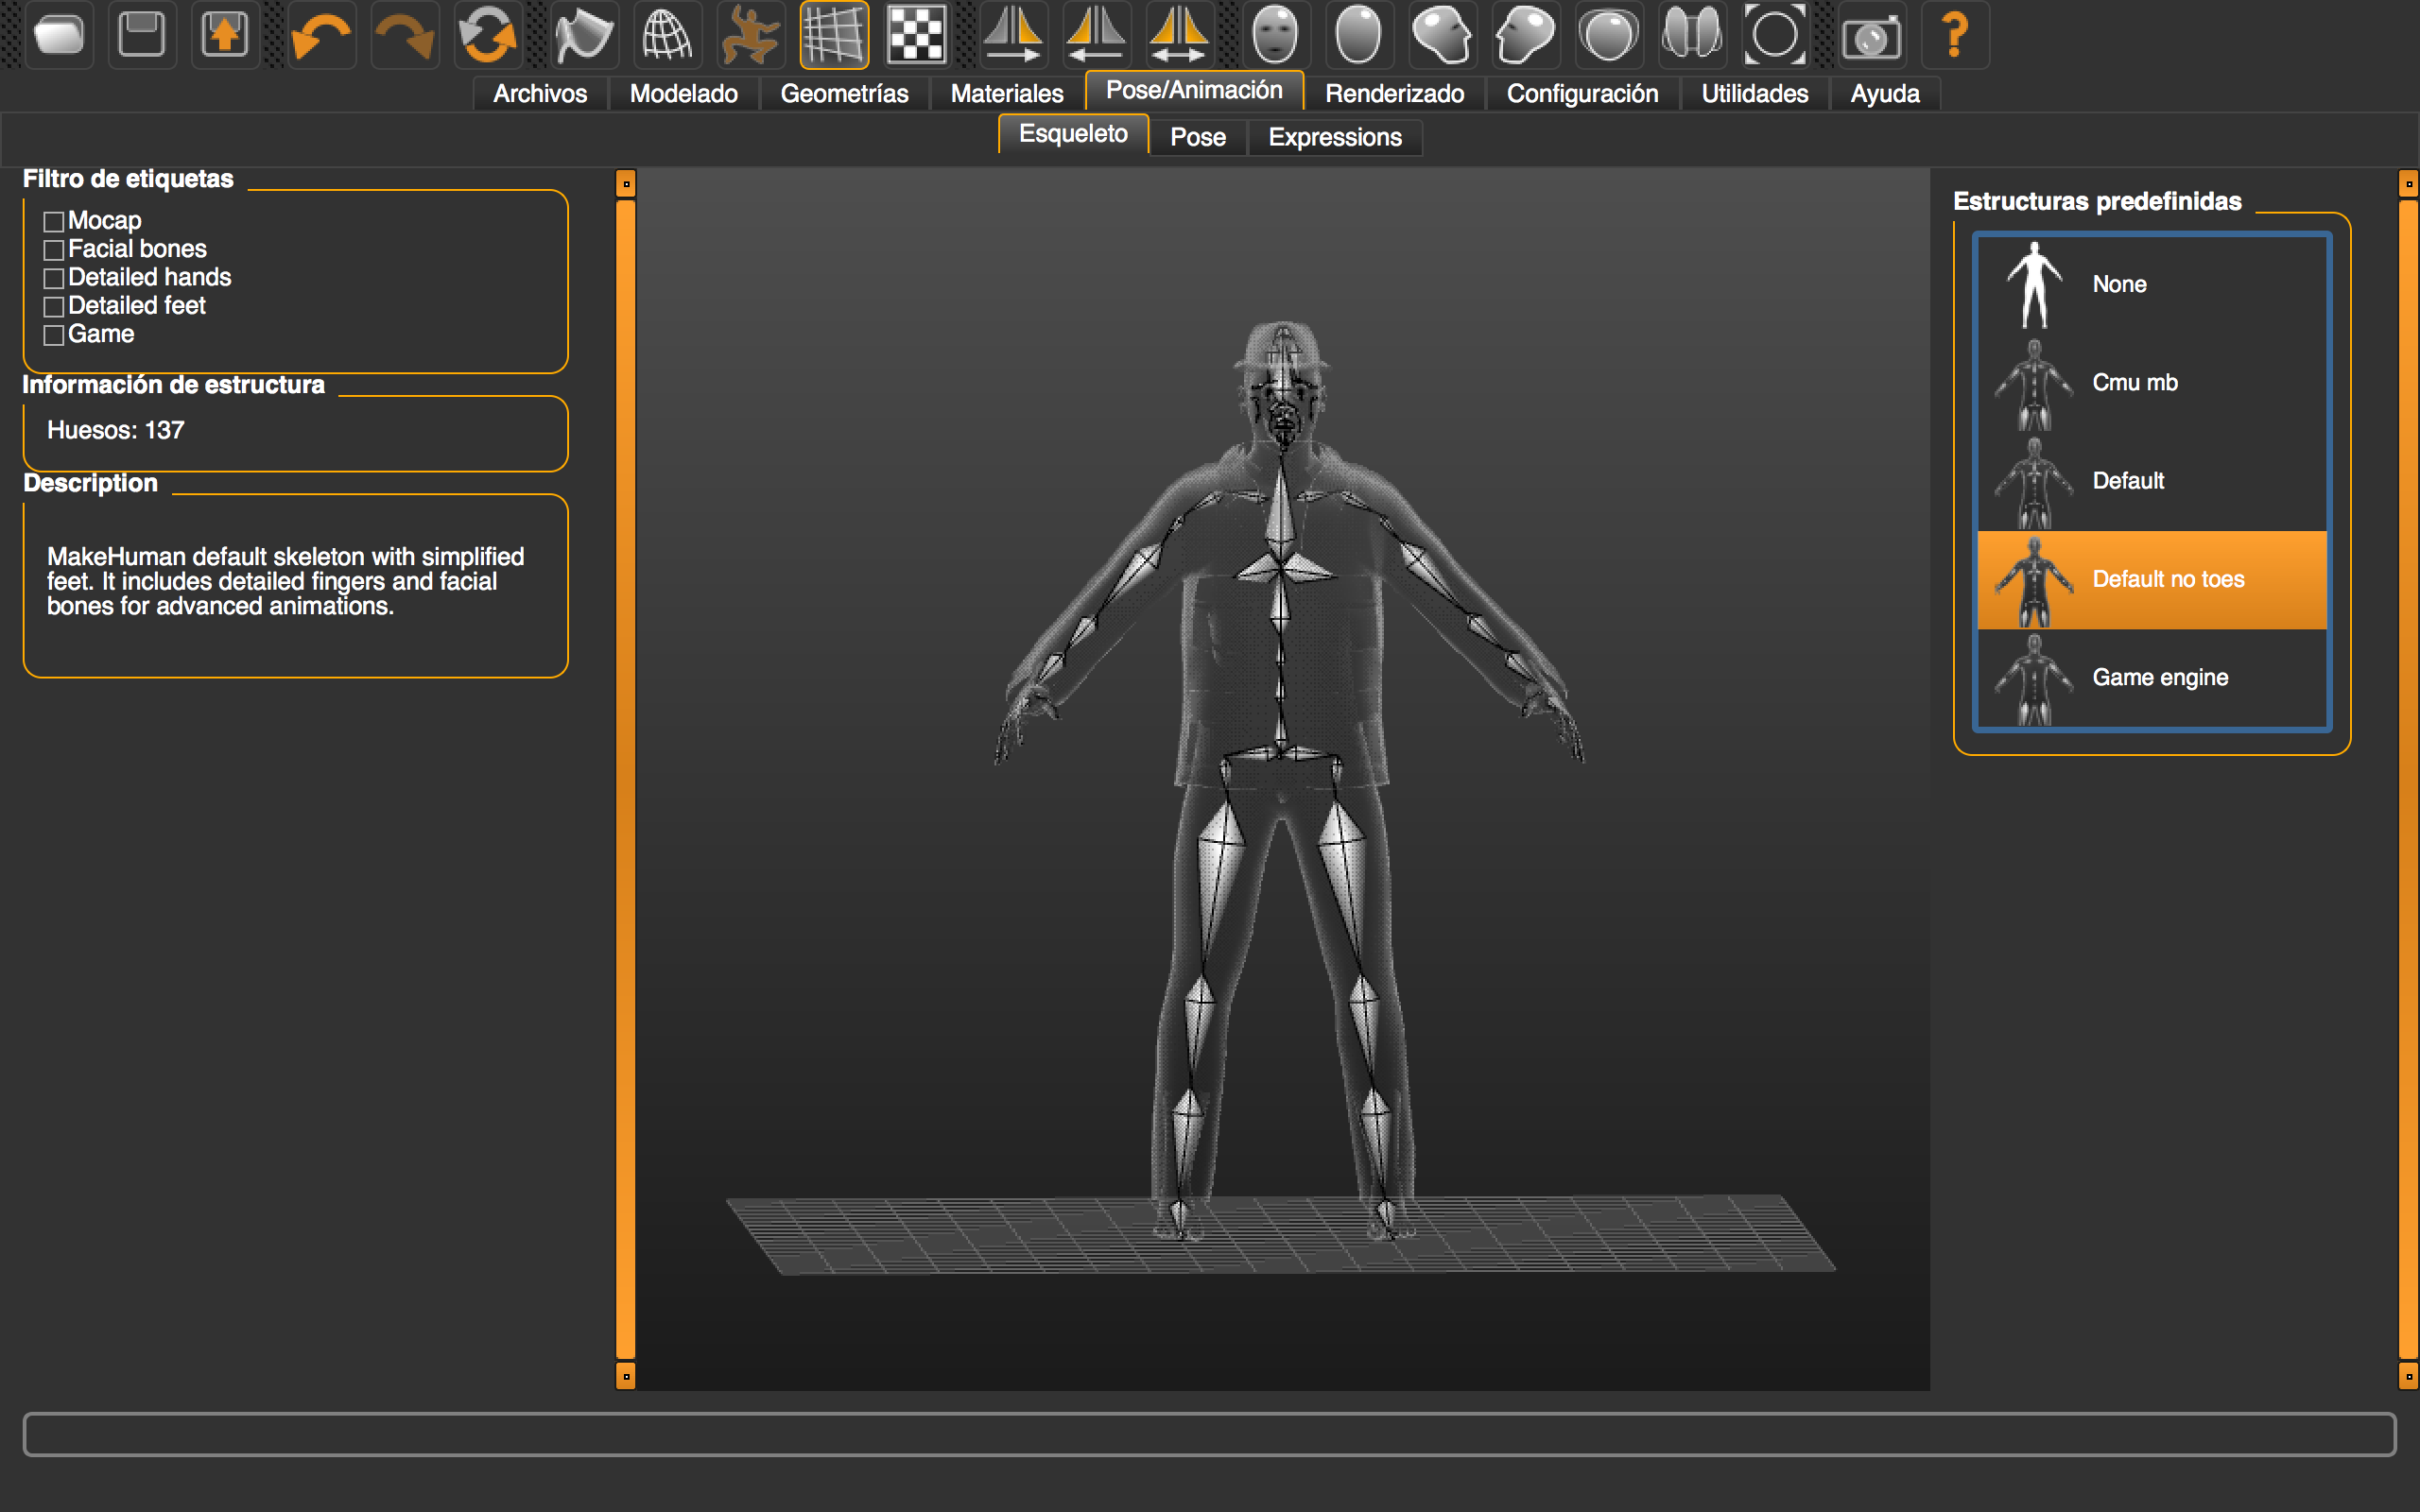 ?
Archivos Modelado Geometrías Materiales Pose/Animación Renderizado Configuración Utilidades Ayuda
Esqueleto Pose Expressions
Filtro de etiquetas
Mocap
Facial bones
Detailed hands
Detailed feet
Game
Información de estructura
Huesos: 137
Description
MakeHuman default skeleton with simplified
feet. It includes detailed fingers and facial
bones for advanced animations.
Estructuras predefinidas
None
Cmu mb
Default
Default no toes
Game engine